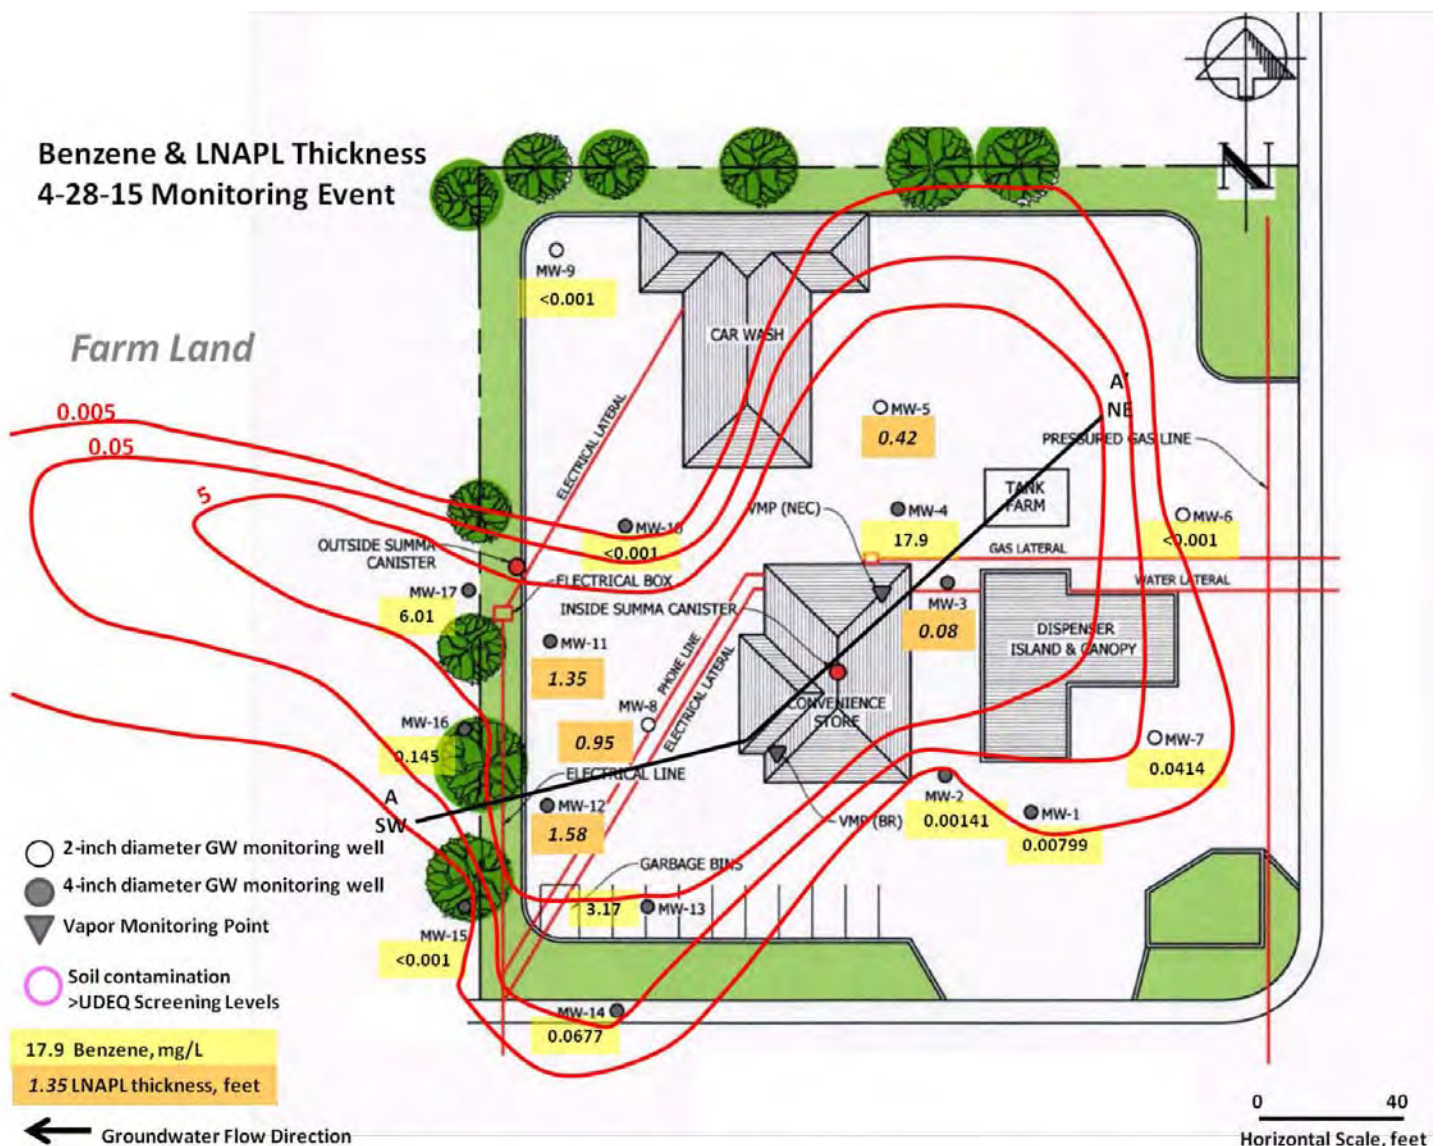 Benzene & LNAPL Thickness
4-28-15 Monitoring Event
N
MW-9
<0.001
Farm Land
CAR WASH
0.005
0.05
5
ELECTRICAL LATERAL
MW-5
0.42
A'
NE
PRESSURED GAS LINE
TANK
FARM
VMP (NEC)
MW-4
17.9
MW-6
<0.001
MW-10
<0.001
GAS LATERAL
WATER LATERAL
OUTSIDE SUMMA
CANISTER
ELECTRICAL BOX
MW-17
6.01
INSIDE SUMMA CANISTER
MW-3
0.08
DISPENSER
ISLAND & CANOPY
MW-11
1.35
PHONE LINE
ELECTRICAL LATERAL
MW-8
0.95
CONVENIENCE
STORE
MW-16
0.145
MW-7
0.0414
ELECTRICAL LINE
A
SW
MW-12
1.58
MW-2
0.00141
VMP (BR)
MW-1
0.00799
GARBAGE BINS
3.17
MW-13
MW-15
<0.001
MW-14
0.0677
2-inch diameter GW monitoring well
4-inch diameter GW monitoring well
Vapor Monitoring Point
Soil contamination
>UDEQ Screening Levels
17.9 Benzene, mg/L
1.35 LNAPL thickness, feet
Groundwater Flow Direction
0 40
Horizontal Scale, feet